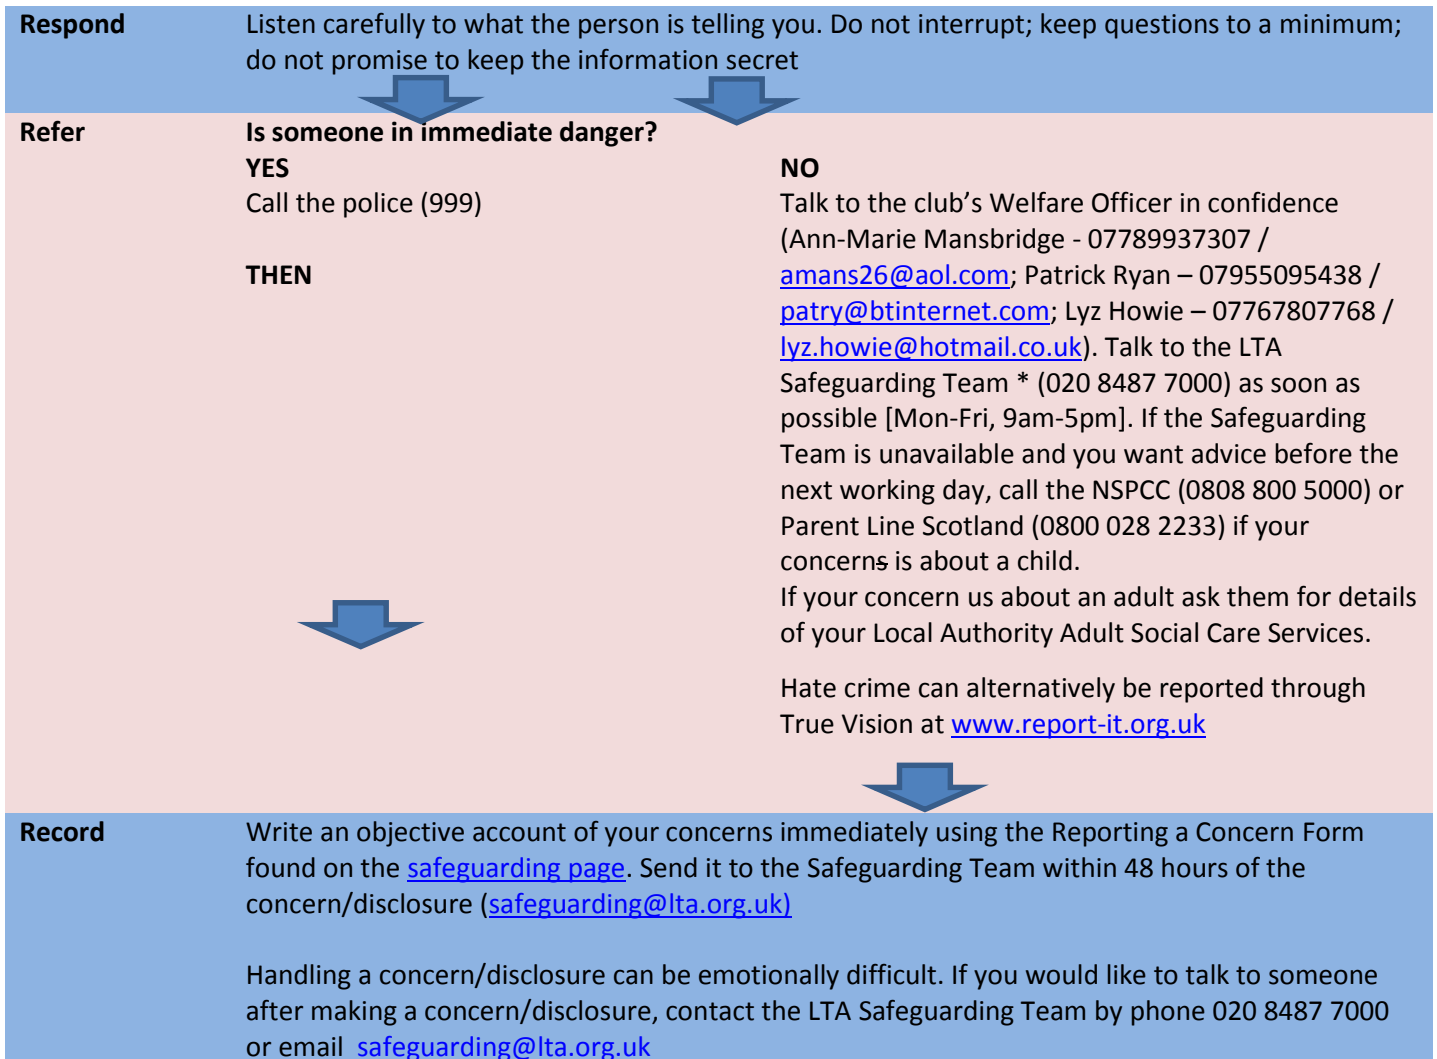 Respond Listen carefully to what the person is telling you. Do not interrupt; keep questions to a minimum;
do not promise to keep the information secret
Refer Is someone in immediate danger?
YES
Call the police (999)
THEN
NO
Talk to the club’s Welfare Officer in confidence
(Ann-Marie Mansbridge - 07789937307 /
amans26@aol.com; Patrick Ryan – 07955095438 /
patry@btinternet.com; Lyz Howie – 07767807768 /
lyz.howie@hotmail.co.uk). Talk to the LTA
Safeguarding Team * (020 8487 7000) as soon as
possible [Mon-Fri, 9am-5pm]. If the Safeguarding
Team is unavailable and you want advice before the
next working day, call the NSPCC (0808 800 5000) or
Parent Line Scotland (0800 028 2233) if your
concerns is about a child.
If your concern us about an adult ask them for details
of your Local Authority Adult Social Care Services.
Hate crime can alternatively be reported through
True Vision at www.report-it.org.uk
Record Write an objective account of your concerns immediately using the Reporting a Concern Form
found on the safeguarding page. Send it to the Safeguarding Team within 48 hours of the
concern/disclosure (safeguarding@lta.org.uk)
Handling a concern/disclosure can be emotionally difficult. If you would like to talk to someone
after making a concern/disclosure, contact the LTA Safeguarding Team by phone 020 8487 7000
or email safeguarding@lta.org.uk